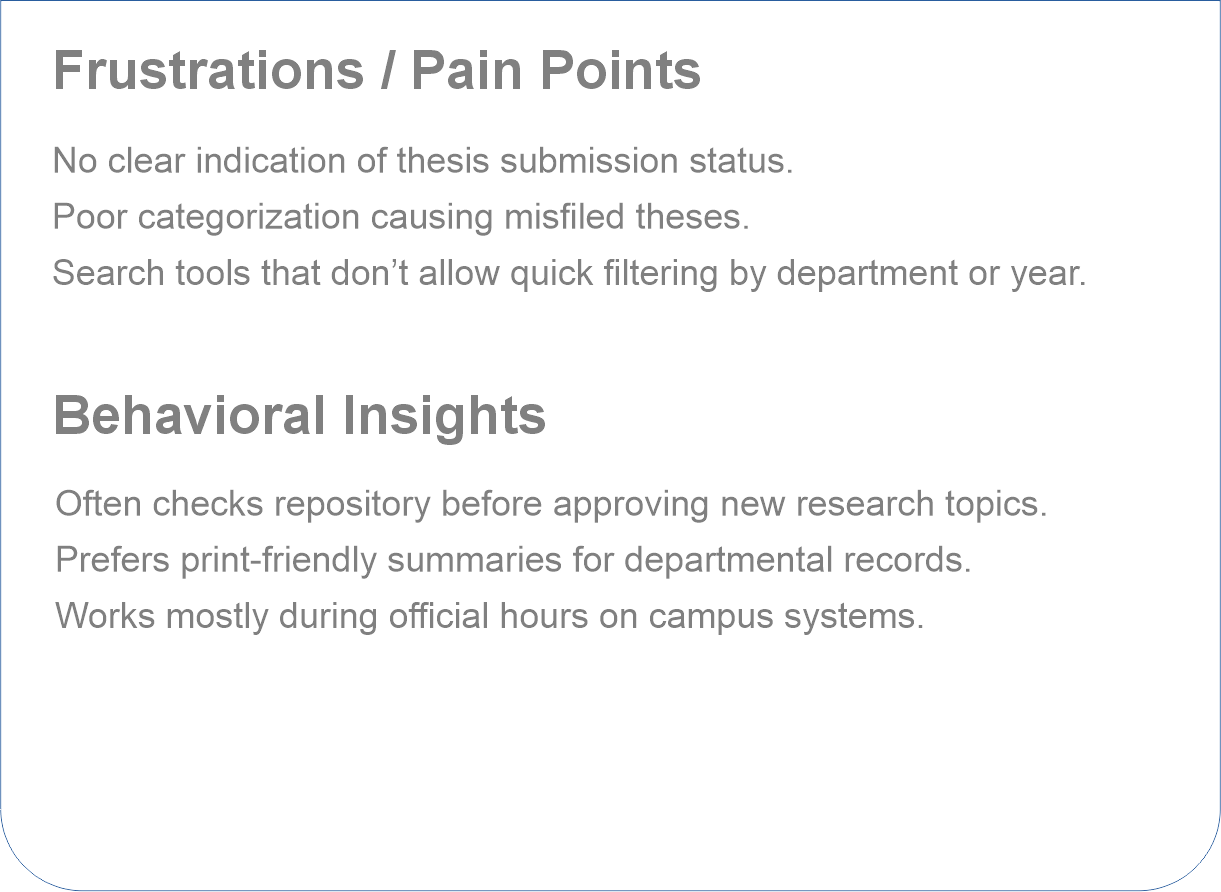 Frustrations / Pain Points
No clear indication of thesis submission status.
Poor categorization causing misfiled theses.
Search tools that don’t allow quick filtering by department or year.
Behavioral Insights
Often checks repository before approving new research topics.
Prefers print-friendly summaries for departmental records.
Works mostly during official hours on campus systems.